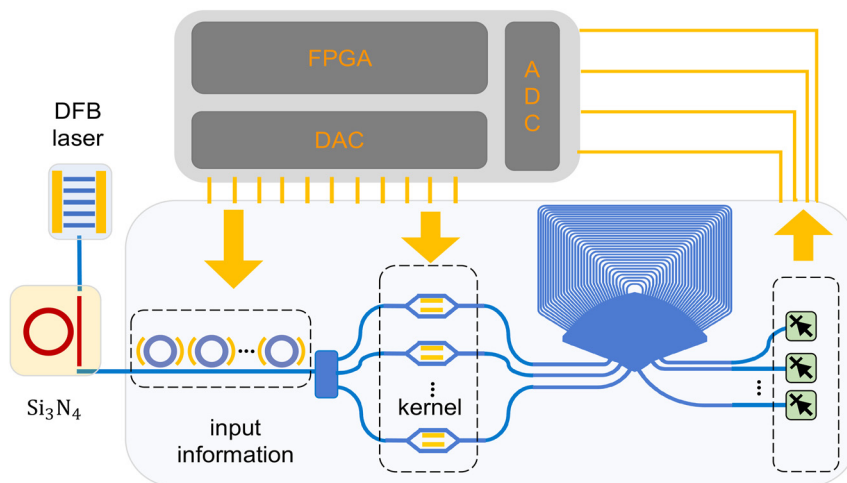 FPGA
A
D
C
DAC
DFB
laser
Si₃N₄
input
information
kernel